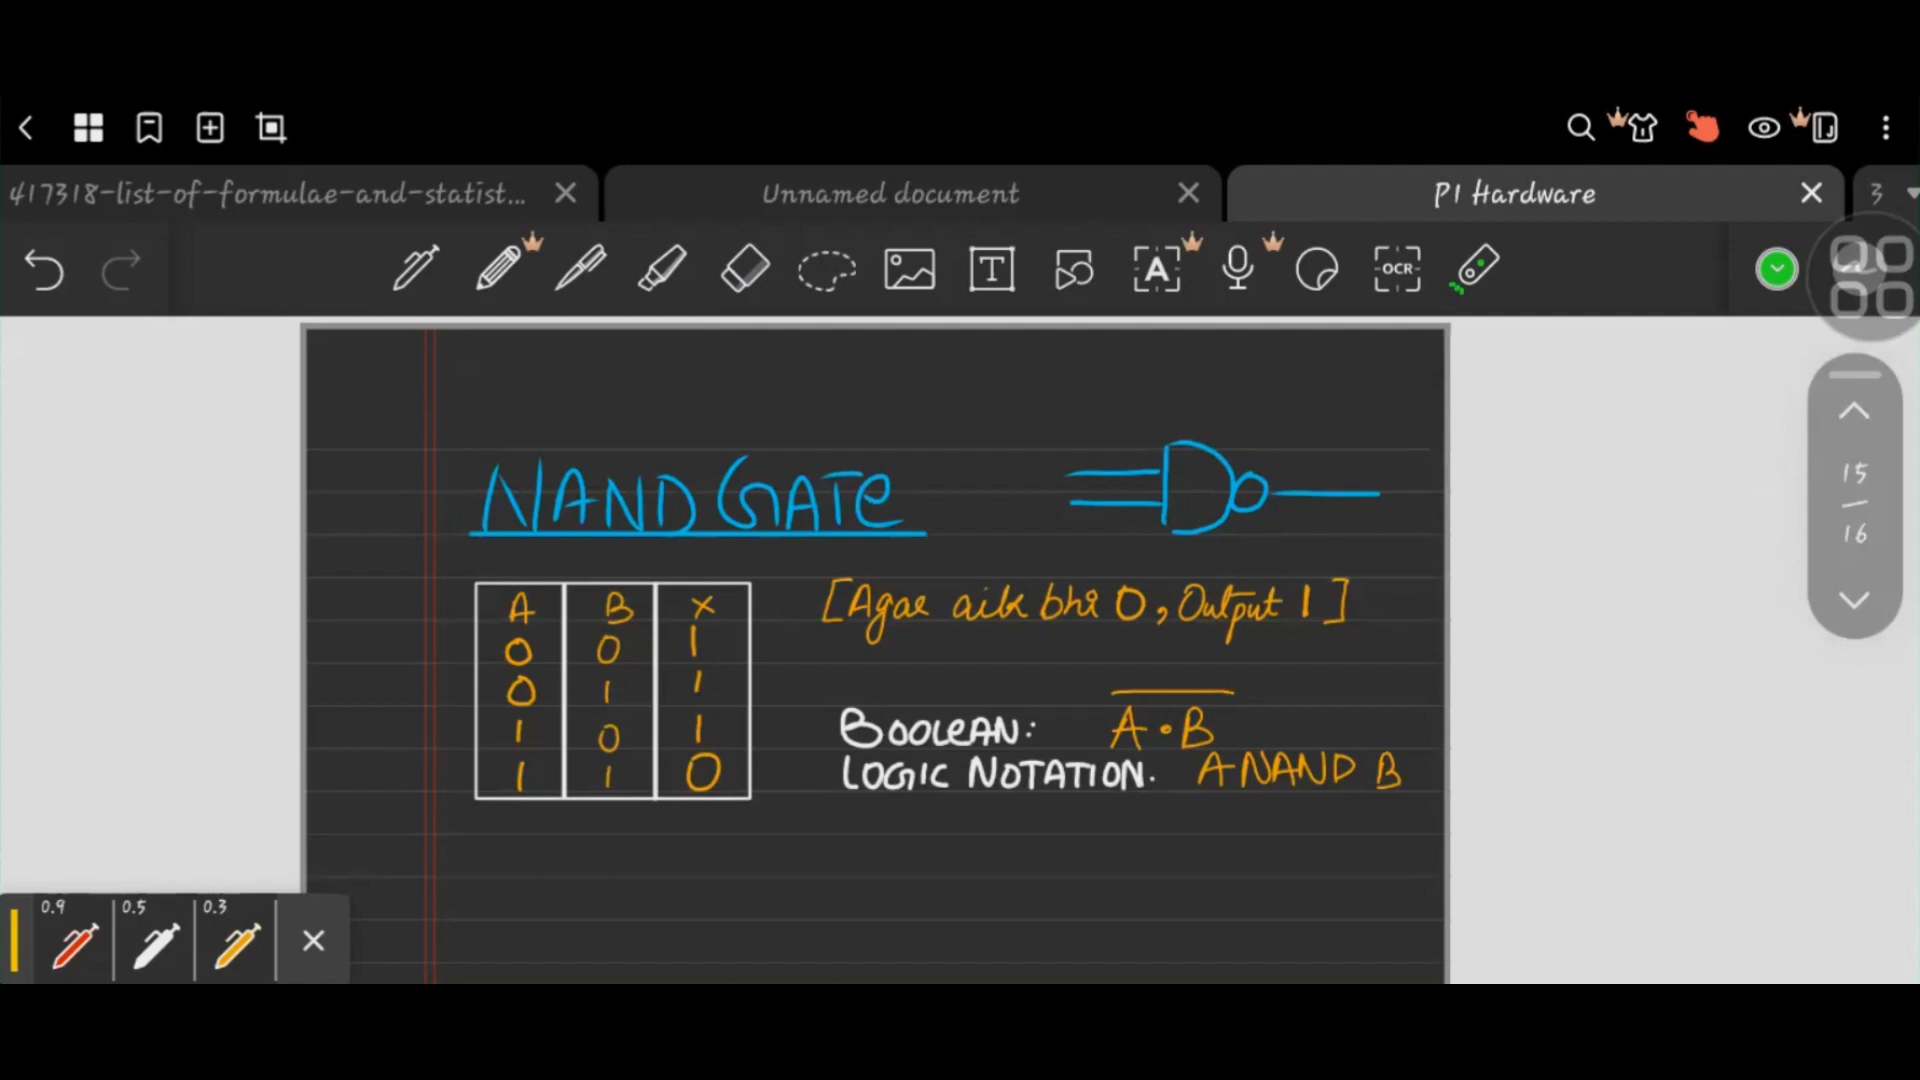 417318-list-of-formulae-and-statist...
Unnamed document
P1 Hardware
3
T
A
OCR
15
16
NAND GATE
[Agar aik bhi 0, Output 1]
A B X
0 0 1
0 1 1
1 0 1
1 1 0
BOOLEAN: A·B
LOGIC NOTATION. A NAND B
0.9 0.5 0.3